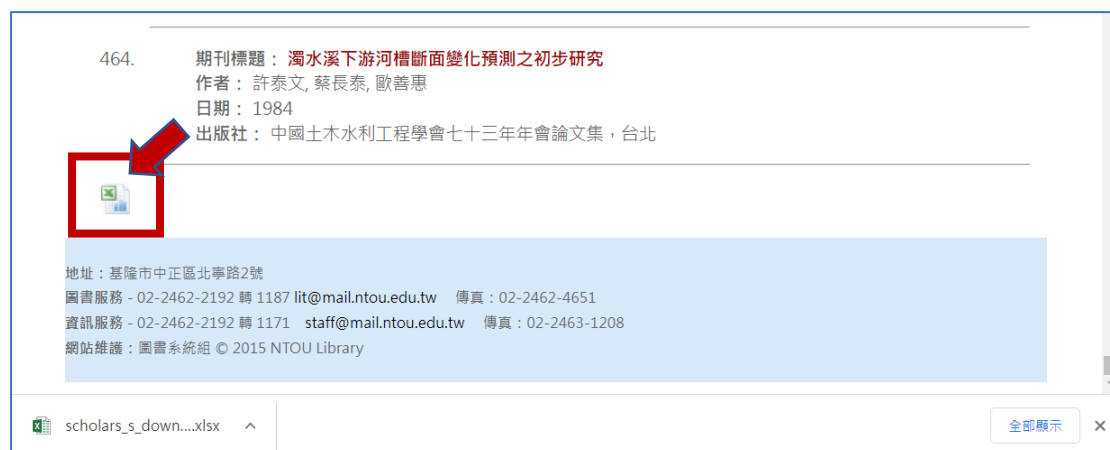 464.
期刊標題： 濁水溪下游河槽斷面變化預測之初步研究
作者： 許泰文, 蔡長泰, 歐善惠
日期： 1984
出版社： 中國土木水利工程學會七十三年年會論文集，台北
地址：基隆市中正區北寧路2號
圖書服務 - 02-2462-2192 轉 1187 lit@mail.ntou.edu.tw 傳真：02-2462-4651
資訊服務 - 02-2462-2192 轉 1171 staff@mail.ntou.edu.tw 傳真：02-2463-1208
網站維護：圖書系統組 © 2015 NTOU Library
scholars_s_down....xlsx
全部顯示